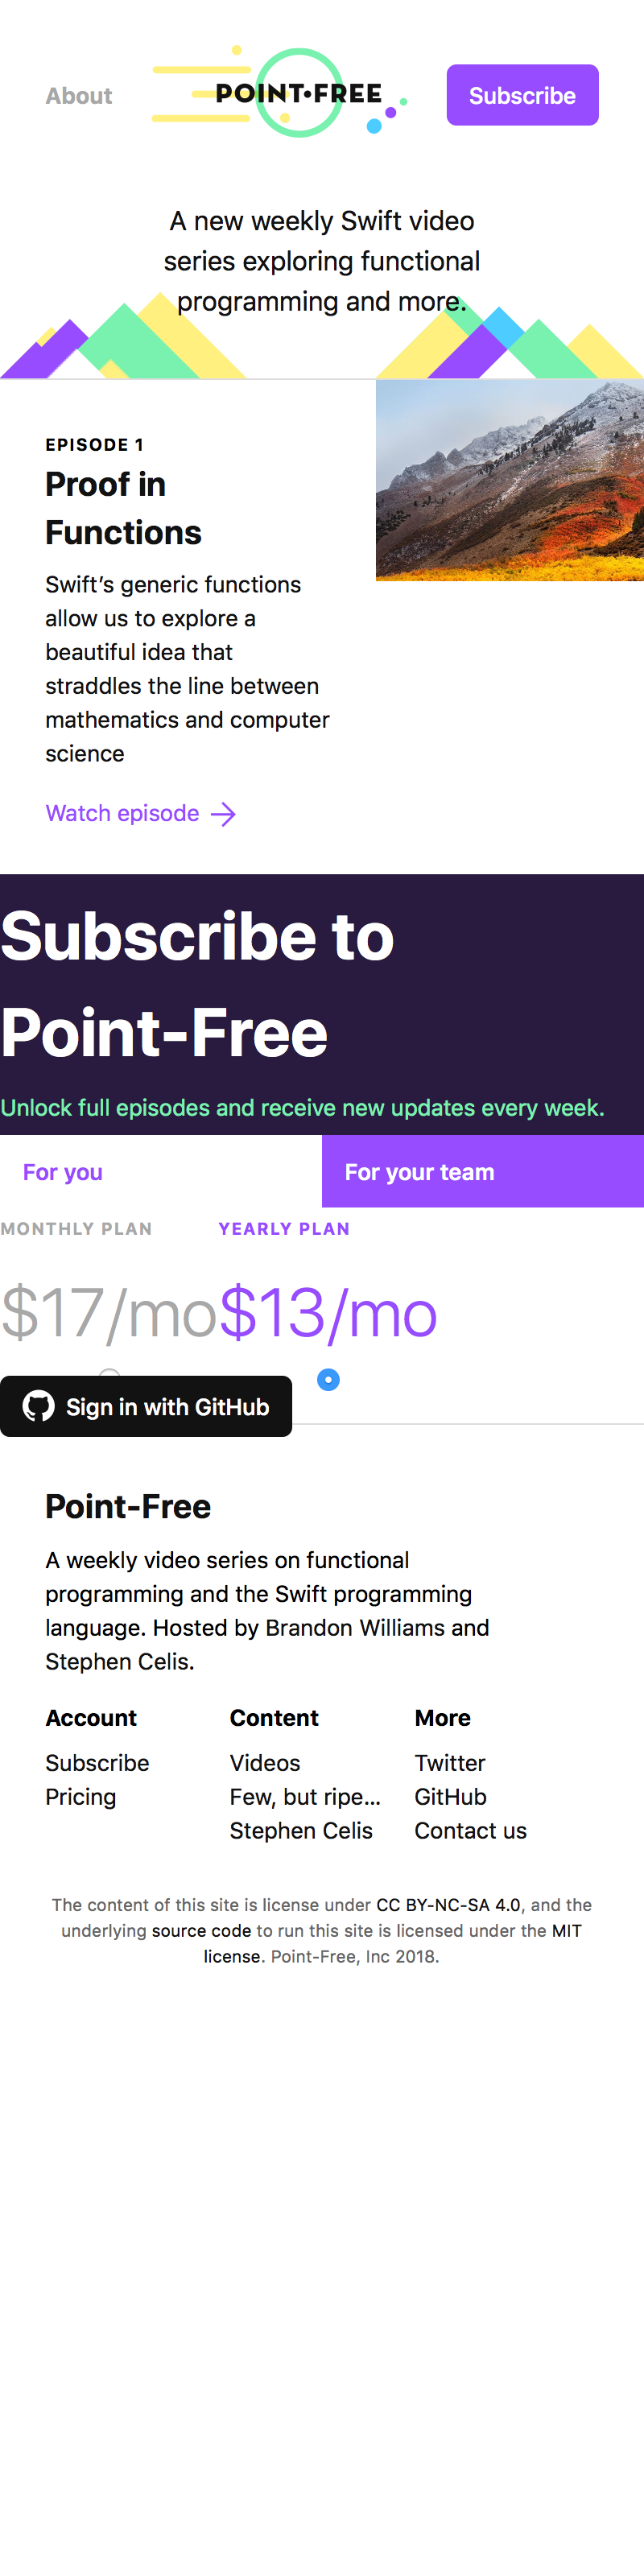 About
POINT•FREE
Subscribe
A new weekly Swift video
series exploring functional
programming and more.
EPISODE 1
Proof in
Functions
Swift’s generic functions
allow us to explore a
beautiful idea that
straddles the line between
mathematics and computer
science
Watch episode
Subscribe to
Point-Free
Unlock full episodes and receive new updates every week.
For you
For your team
MONTHLY PLAN
YEARLY PLAN
$17/mo
$13/mo
Sign in with GitHub
Point-Free
A weekly video series on functional
programming and the Swift programming
language. Hosted by Brandon Williams and
Stephen Celis.
Account
Subscribe
Pricing
Content
Videos
Few, but ripe...
Stephen Celis
More
Twitter
GitHub
Contact us
The content of this site is license under CC BY-NC-SA 4.0, and the
underlying source code to run this site is licensed under the MIT
license. Point-Free, Inc 2018.